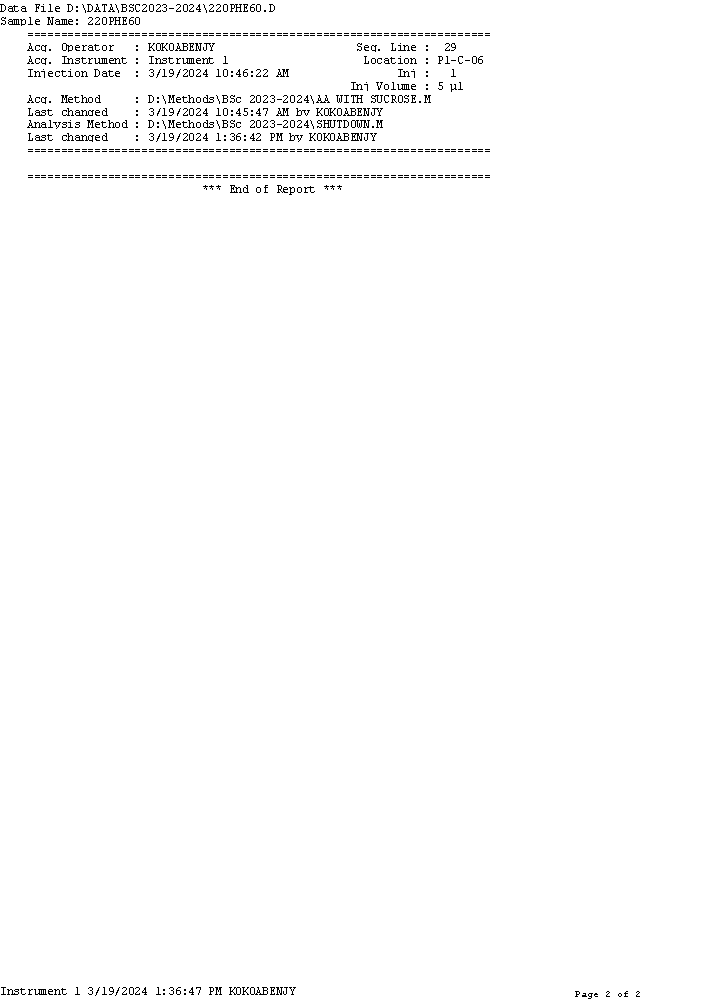 Data File D:\DATA\BSC2023-2024\220PHE60.D
Sample Name: 220PHE60
=====================================================================
Acq. Operator   : KOKOABENJY                     Seq. Line :  29
Acq. Instrument : Instrument 1                    Location : P1-C-06
Injection Date  : 3/19/2024 10:46:22 AM                Inj :   1
Inj Volume : 5 µl
Acq. Method     : D:\Methods\BSc 2023-2024\AA WITH SUCROSE.M
Last changed    : 3/19/2024 10:45:47 AM by KOKOABENJY
Analysis Method : D:\Methods\BSc 2023-2024\SHUTDOWN.M
Last changed    : 3/19/2024 1:36:42 PM by KOKOABENJY
=====================================================================
=====================================================================
*** End of Report ***
Instrument 1 3/19/2024 1:36:47 PM KOKOABENJY
Page 2 of 2